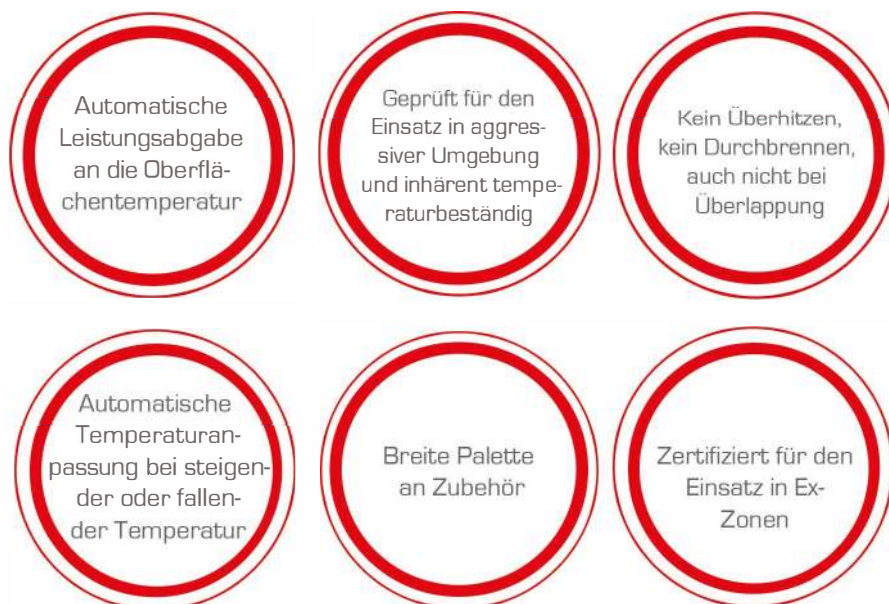 Automatische
Leistungsabgabe
an die Oberflä-
chentemperatur
Geprüft für den
Einsatz in aggres-
siver Umgebung
und inhärent tempe-
raturbeständig
Kein Überhitzen,
kein Durchbrennen,
auch nicht bei
Überlappung
Automatische
Temperaturan-
passung bei steigen-
der oder fallen-
der Temperatur
Breite Palette
an Zubehör
Zertifiziert für den
Einsatz in Ex-
Zonen